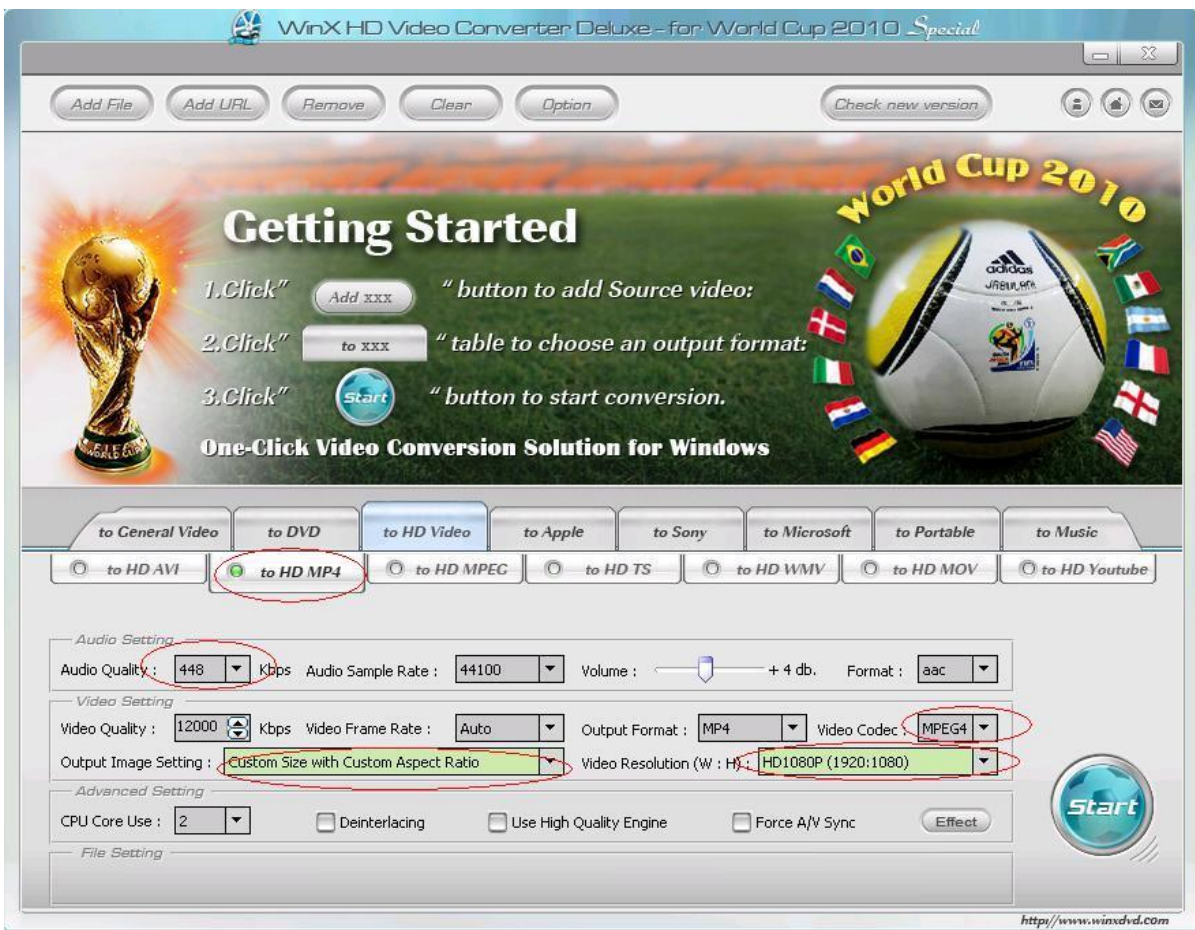 WinX HD Video Converter Deluxe - for World Cup 2010 Special
Add File Add URL Remove Clear Option Check new version
World Cup 2010
Getting Started
1.Click" Add xxx " button to add Source video:
2.Click" to xxx " table to choose an output format:
3.Click" Start " button to start conversion.
One-Click Video Conversion Solution for Windows
adidas
JABULANI
FIFA
WORLD CUP
to General Video to DVD to HD Video to Apple to Sony to Microsoft to Portable to Music
to HD AVI to HD MP4 to HD MPEG to HD TS to HD WMV to HD MOV to HD Youtube
Audio Setting
Audio Quality : 448 Kbps Audio Sample Rate : 44100 Volume : + 4 db. Format : aac
Video Setting
Video Quality : 12000 Kbps Video Frame Rate : Auto Output Format : MP4 Video Codec : MPEG4
Output Image Setting : Custom Size with Custom Aspect Ratio Video Resolution (W : H) : HD1080P (1920:1080)
Advanced Setting
CPU Core Use : 2 Deinterlacing Use High Quality Engine Force A/V Sync Effect
Start
File Setting
http://www.winxdvd.com